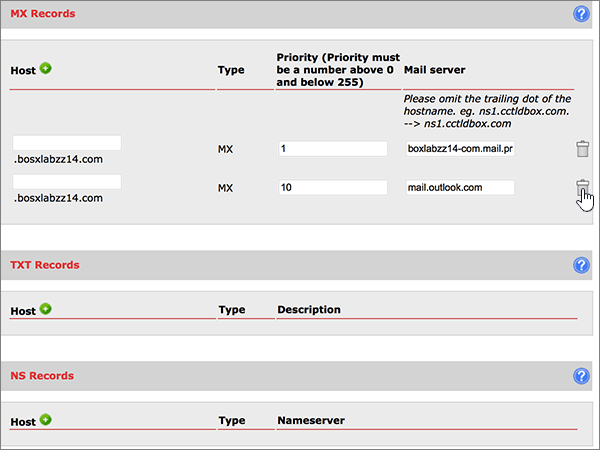 MX Records
Host Type Priority (Priority must be a number above 0 and below 255) Mail server
Please omit the trailing dot of the
hostname. eg. ns1.cctldbox.com.
--> ns1.cctldbox.com
.bosxlabzz14.com MX 1 boxlabzz14-com.mail.pr
.bosxlabzz14.com MX 10 mail.outlook.com
TXT Records
Host Type Description
NS Records
Host Type Nameserver